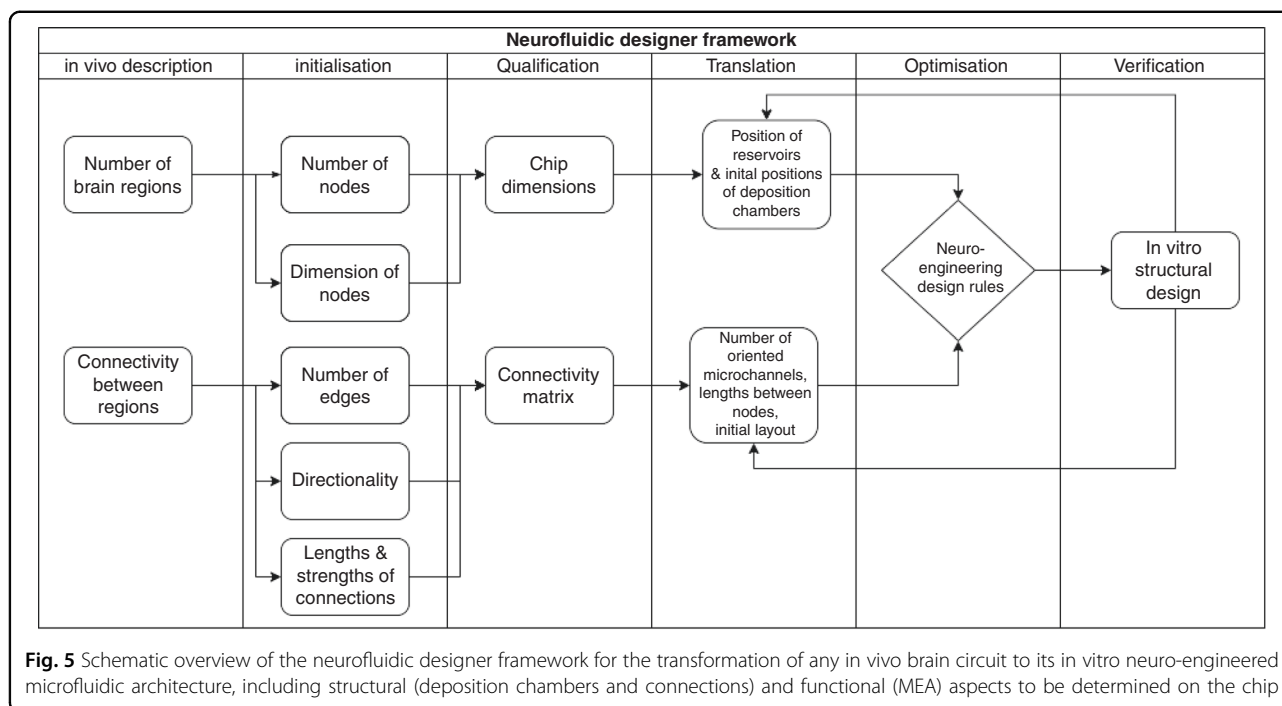 Neurofluidic designer framework
in vivo description
initialisation
Qualification
Translation
Optimisation
Verification
Number of
brain regions
Number of
nodes
Chip
dimensions
Position of
reservoirs
& inital positions
of deposition
chambers
Dimension of
nodes
Neuro-
engineering
design rules
In vitro
structural
design
Connectivity
between
regions
Number of
edges
Connectivity
matrix
Number of
oriented
microchannels,
lengths between
nodes,
initial layout
Directionality
Lengths &
strengths of
connections
Fig. 5 Schematic overview of the neurofluidic designer framework for the transformation of any in vivo brain circuit to its in vitro neuro-engineered
microfluidic architecture, including structural (deposition chambers and connections) and functional (MEA) aspects to be determined on the chip